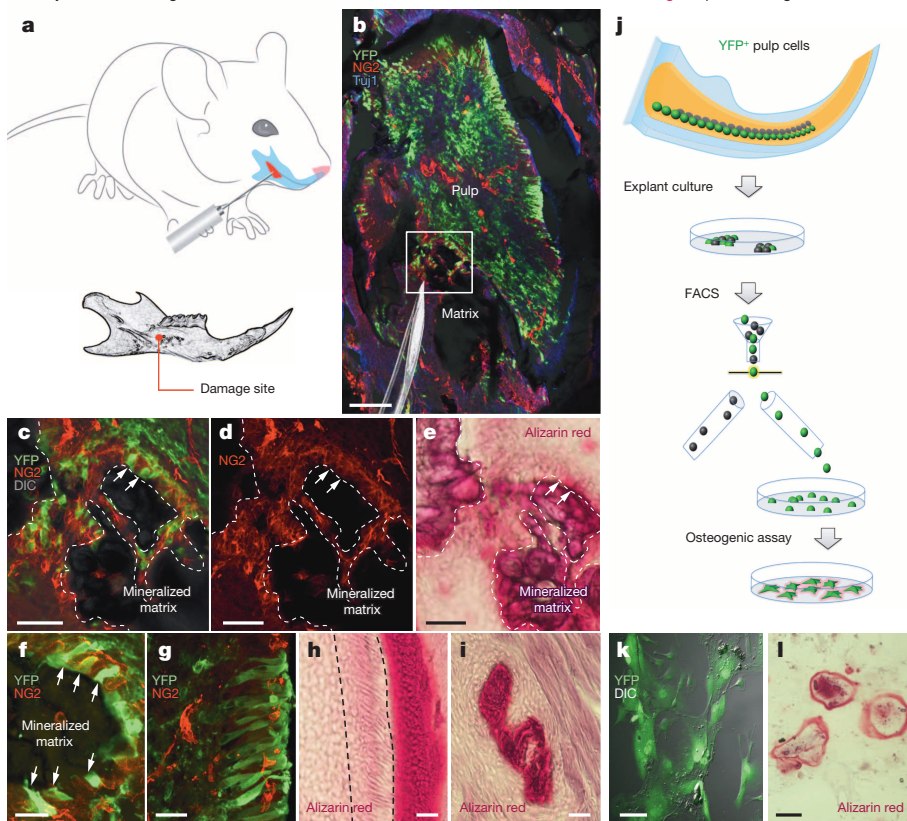 a
Damage site
b
YFP
NG2
Tuj1
Pulp
Matrix
c
YFP
NG2
DIC
Mineralized
matrix
d
NG2
Mineralized
matrix
e
Alizarin red
Mineralized
matrix
f
YFP
NG2
Mineralized
matrix
g
YFP
NG2
h
Alizarin red
i
Alizarin red
j
YFP+ pulp cells
Explant culture
FACS
Osteogenic assay
k
YFP
DIC
l
Alizarin red